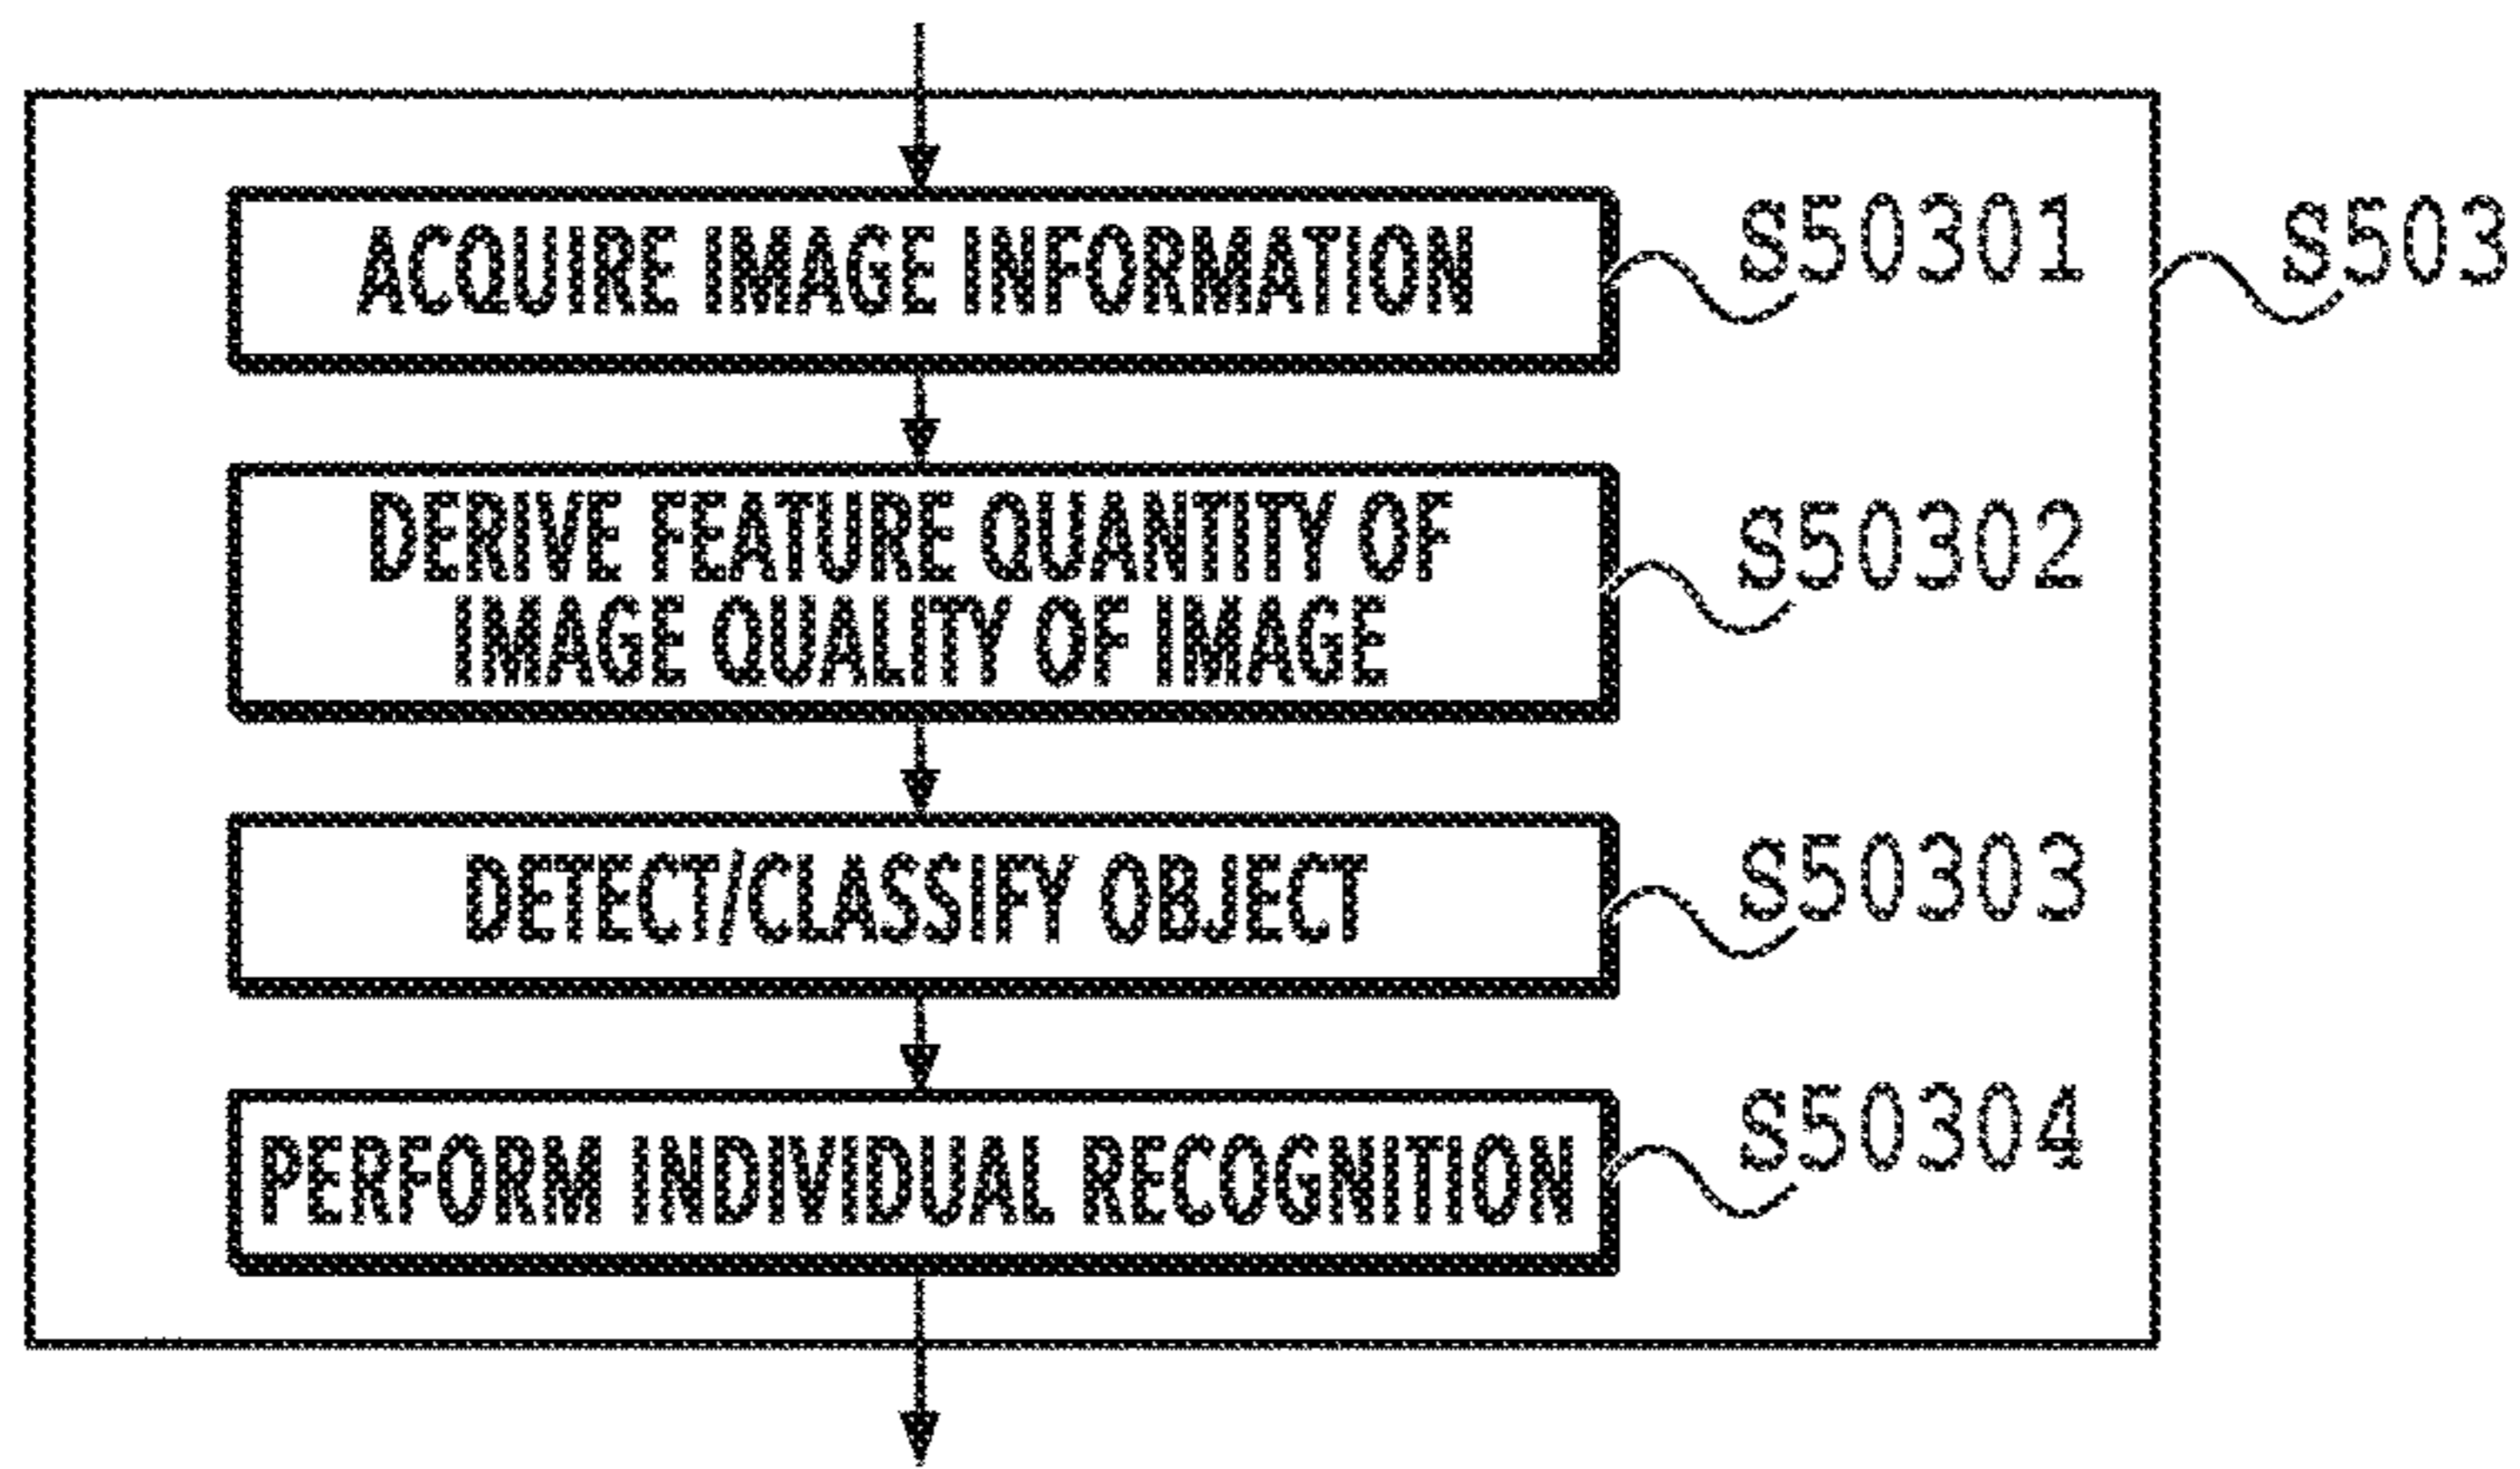 ACQUIRE IMAGE INFORMATION
S50301
S503
DERIVE FEATURE QUANTITY OF
IMAGE QUALITY OF IMAGE
S50302
DETECT/CLASSIFY OBJECT
S50303
PERFORM INDIVIDUAL RECOGNITION
S50304